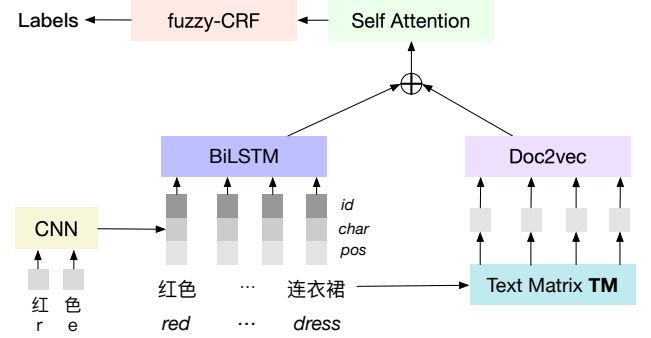 Labels
fuzzy-CRF
Self Attention
BiLSTM
Doc2vec
id
char
pos
CNN
红 色
r e
红色 ... 连衣裙
red ... dress
Text Matrix TM